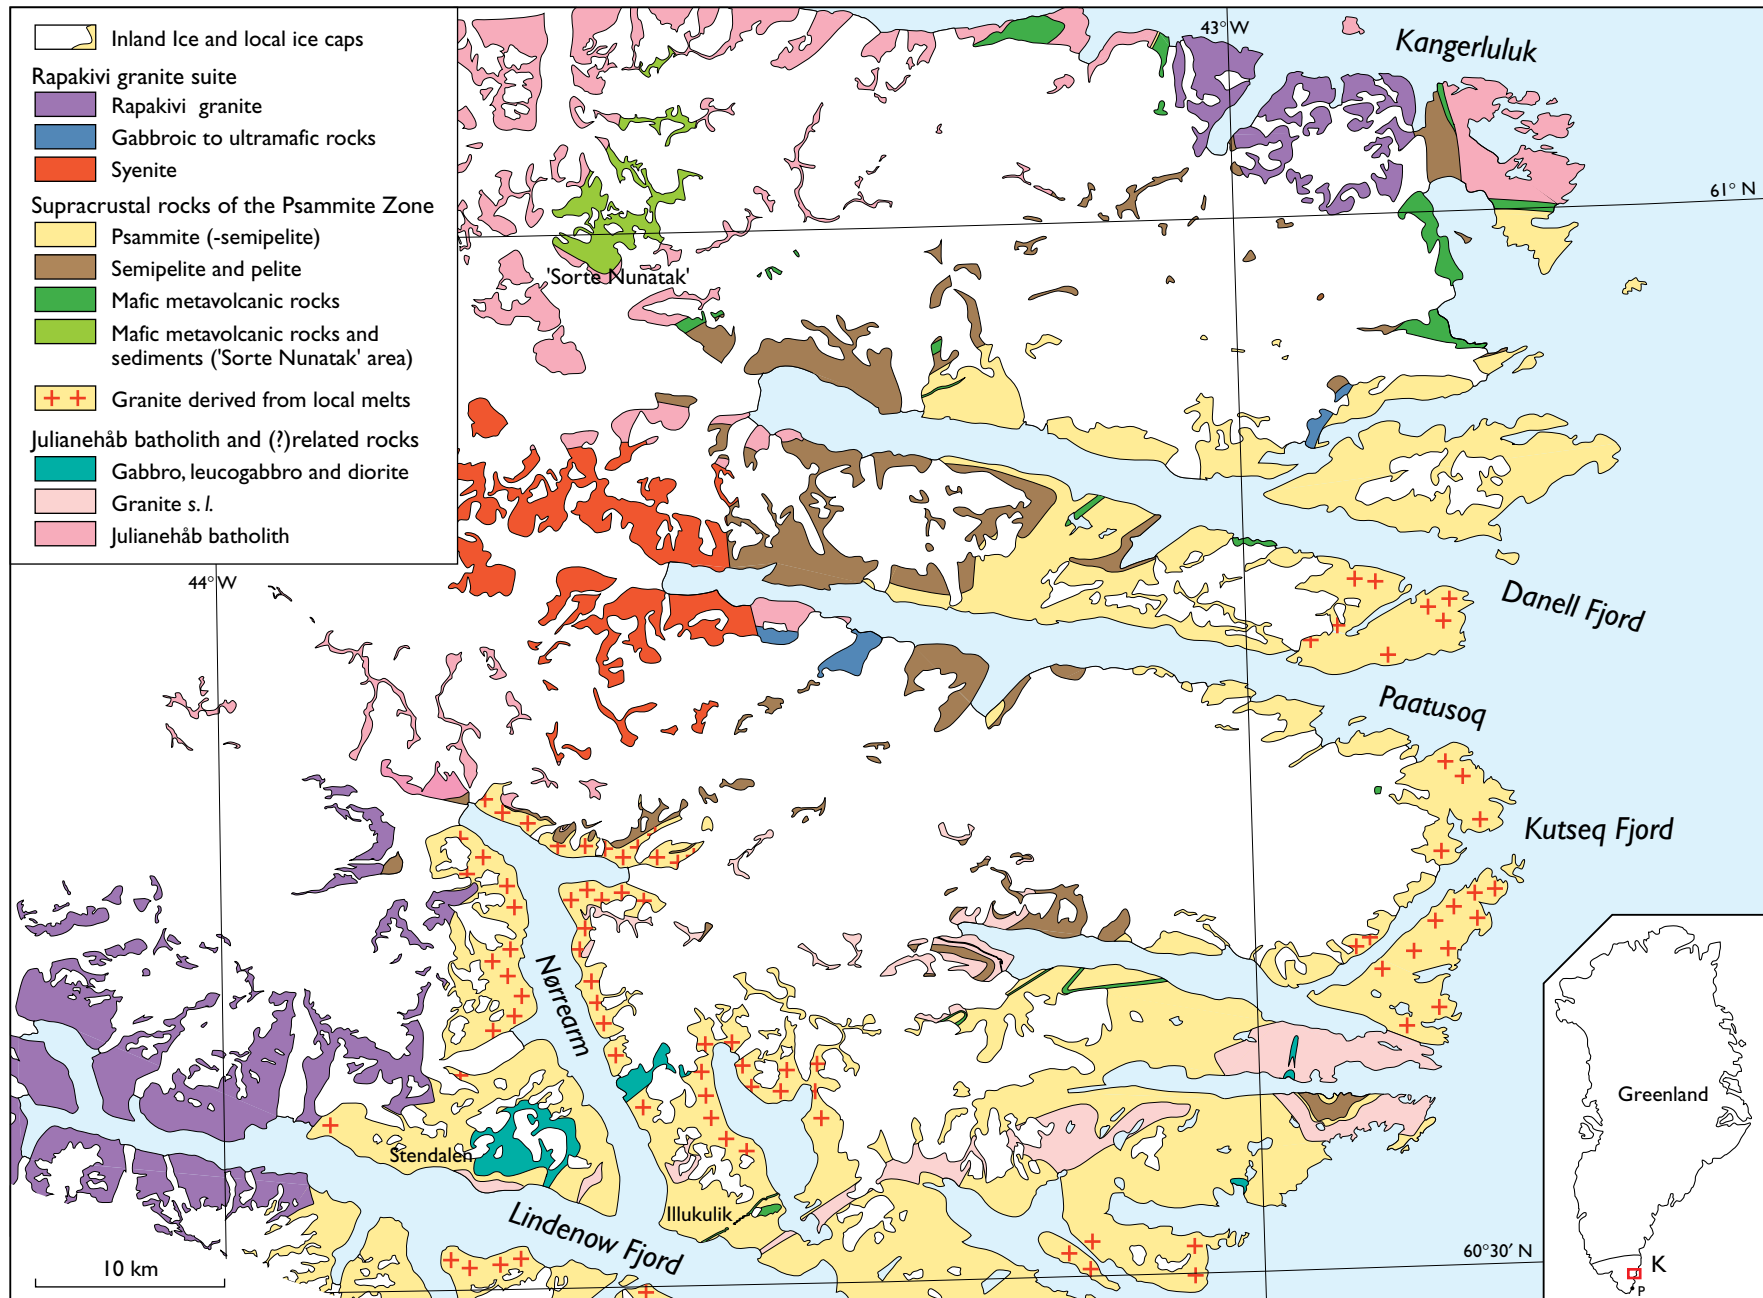 Inland Ice and local ice caps
Rapakivi granite suite
Rapakivi granite
Gabbroic to ultramafic rocks
Syenite
Supracrustal rocks of the Psammite Zone
Psammite (-semipelite)
Semipelite and pelite
Mafic metavolcanic rocks
Mafic metavolcanic rocks and
sediments ('Sorte Nunatak' area)
Granite derived from local melts
Julianehåb batholith and (?)related rocks
Gabbro, leucogabbro and diorite
Granite s. l.
Julianehåb batholith
43° W
Kangerluluk
61° N
'Sorte Nunatak'
44° W
Danell Fjord
Paatusoq
Kutseq Fjord
Nørrearm
Stendalen
Illukulik
Lindenow Fjord
60°30′ N
10 km
Greenland
K
P